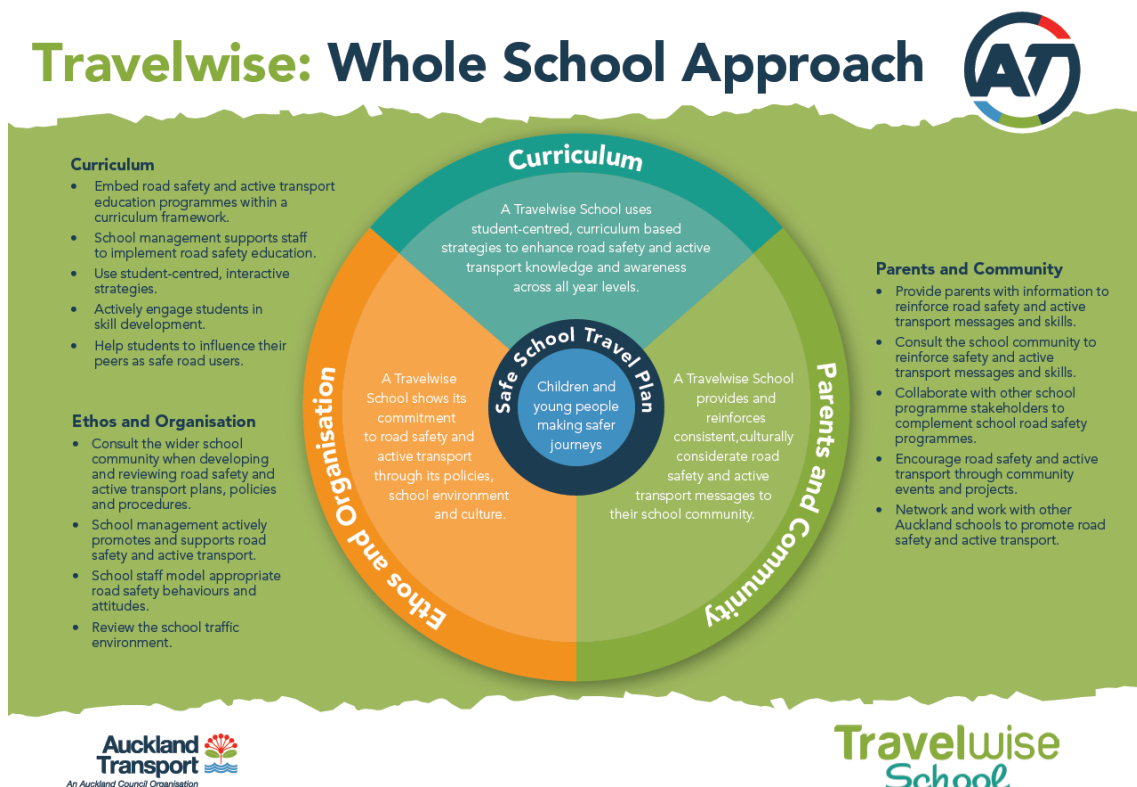 Travelwise: Whole School Approach
AT
Curriculum
• Embed road safety and active transport
education programmes within a
curriculum framework.
• School management supports staff
to implement road safety education.
• Use student-centred, interactive
strategies.
• Actively engage students in
skill development.
• Help students to influence their
peers as safe road users.
Ethos and Organisation
• Consult the wider school
community when developing
and reviewing road safety and
active transport plans, policies
and procedures.
• School management actively
promotes and supports road
safety and active transport.
• School staff model appropriate
road safety behaviours and
attitudes.
• Review the school traffic
environment.
Curriculum
A Travelwise School uses
student-centred, curriculum based
strategies to enhance road safety and active
transport knowledge and awareness
across all year levels.
Ethos and Organisation
A Travelwise
School shows its
commitment
to road safety and
active transport
through its policies,
school environment
and culture.
Safe School Travel Plan
Children and
young people
making safer
journeys
Parents and Community
A Travelwise School
provides and
reinforces
consistent,culturally
considerate road
safety and active
transport messages to
their school community.
Parents and Community
• Provide parents with information to
reinforce road safety and active
transport messages and skills.
• Consult the school community to
reinforce safety and active
transport messages and skills.
• Collaborate with other school
programme stakeholders to
complement school road safety
programmes.
• Encourage road safety and active
transport through community
events and projects.
• Network and work with other
Auckland schools to promote road
safety and active transport.
Auckland
Transport
An Auckland Council Organisation
Travelwise
School